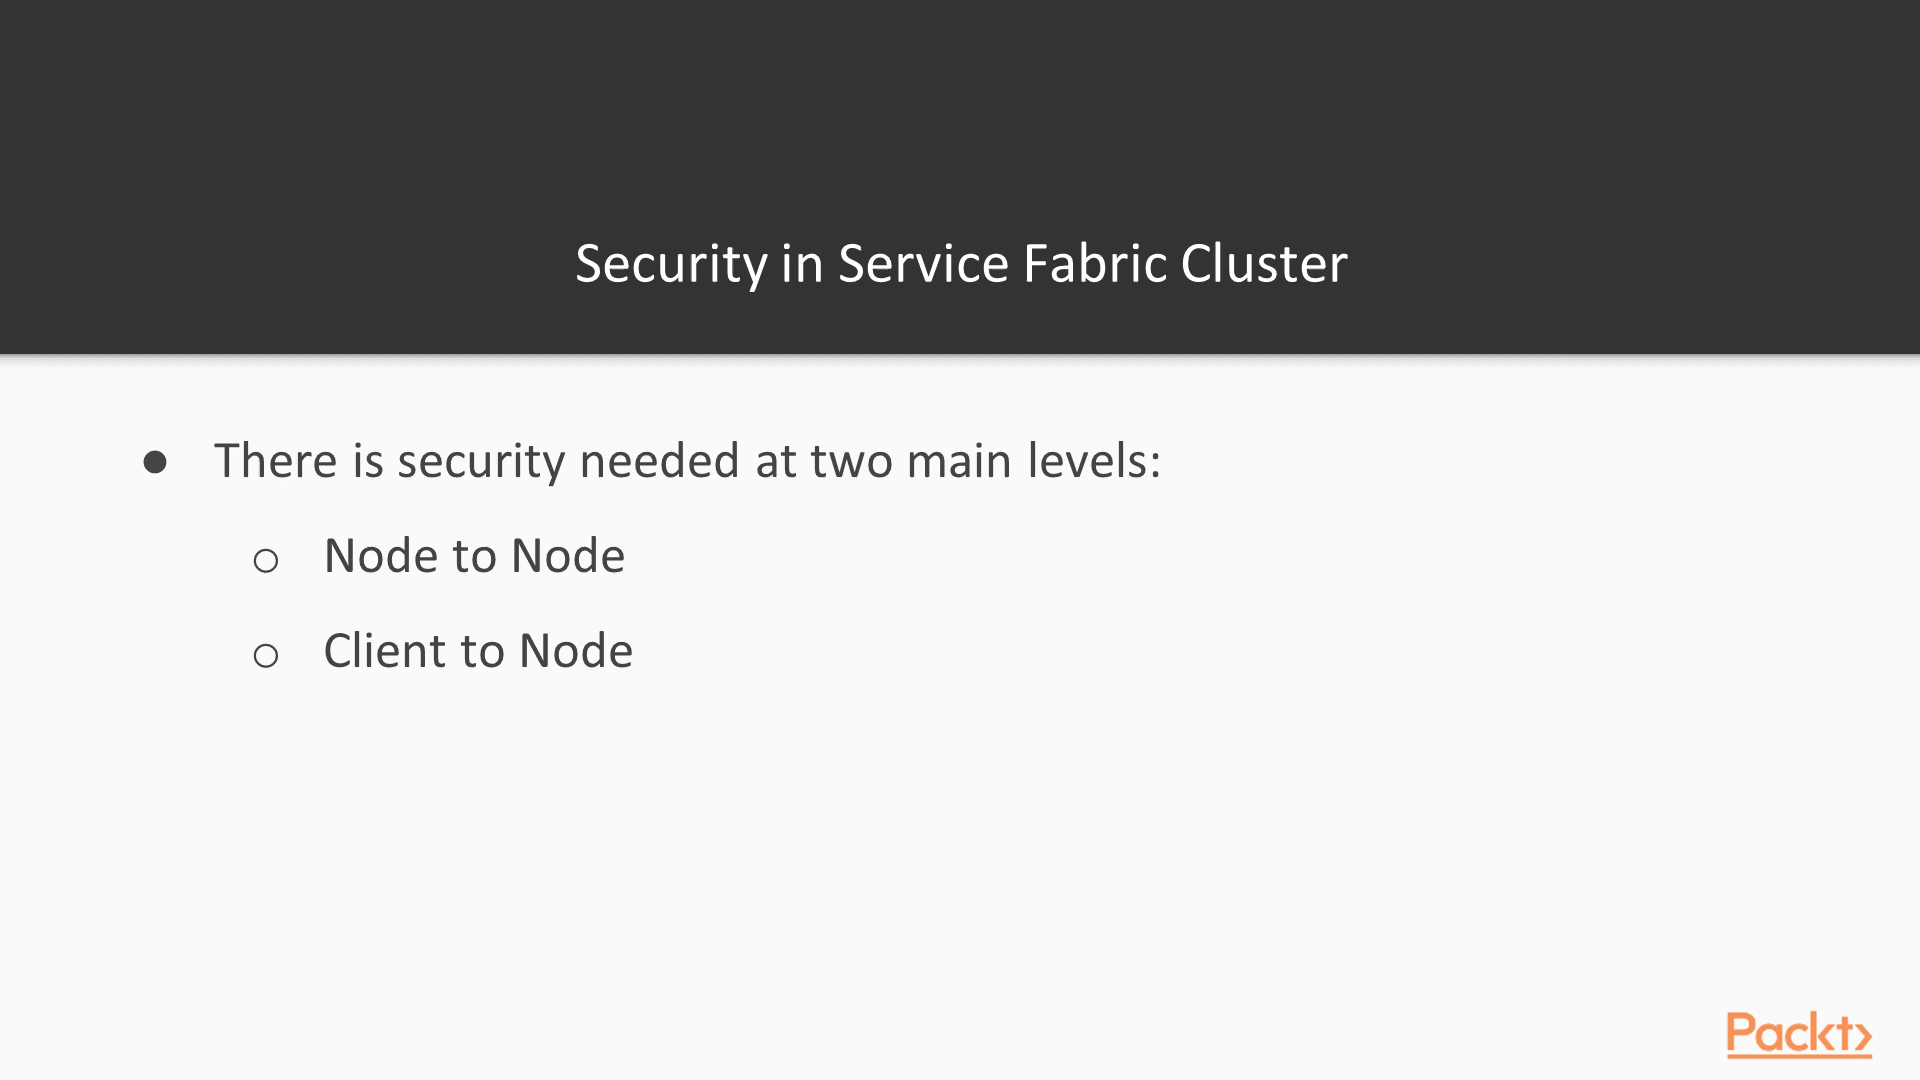 Security in Service Fabric Cluster
● There is security needed at two main levels:
○ Node to Node
○ Client to Node
Packt>